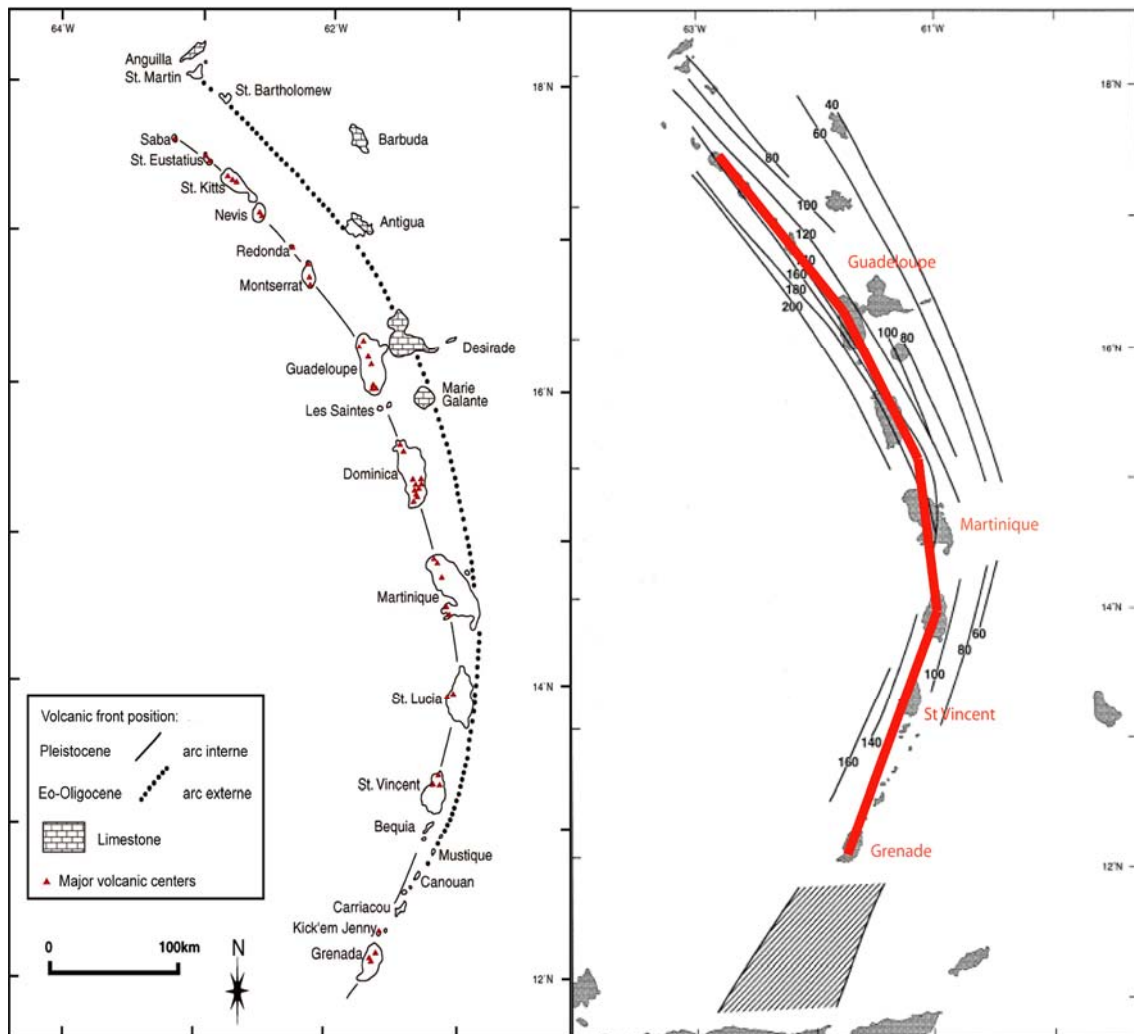 64°W
62°W
Anguilla
St. Martin
St. Bartholomew
18°N
Saba
St. Eustatius
St. Kitts
Nevis
Barbuda
Antigua
Redonda
Montserrat
Guadeloupe
Desirade
Marie
Galante
16°N
Les Saintes
Dominica
Martinique
St. Lucia
14°N
St. Vincent
Bequia
Mustique
Canouan
Carriacou
Kick'em Jenny
Grenada
12°N
Volcanic front position:
Pleistocene
arc interne
Eo-Oligocene
arc externe
Limestone
Major volcanic centers
0
100km
N
63°W
61°W
18°N
40
60
80
100
120
160
180
200
Guadeloupe
100
80
16°N
Martinique
14°N
60
80
100
St Vincent
140
160
Grenade
12°N